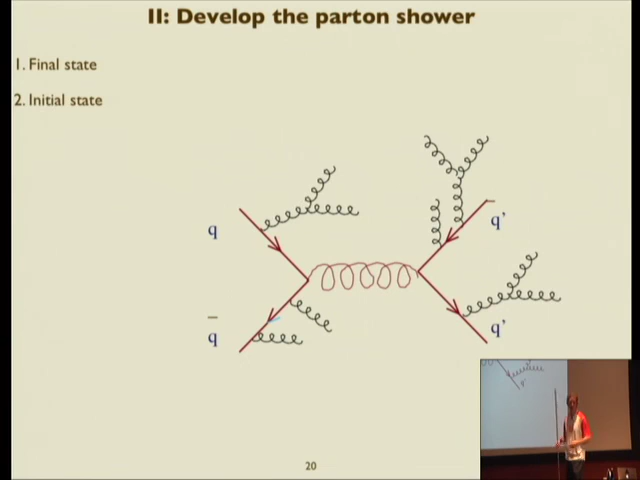 II: Develop the parton shower
1. Final state
2. Initial state
q
q̅'
q̅
q'
20